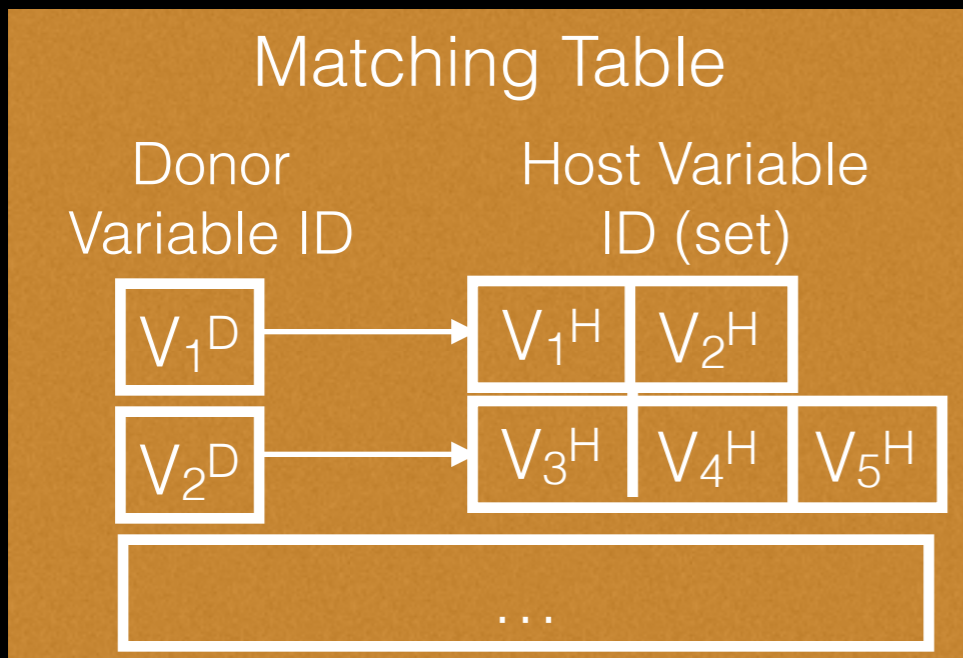 Matching Table
Donor Host Variable
Variable ID ID (set)
V₁ᴰ V₁ᴴ V₂ᴴ
V₂ᴰ V₃ᴴ V₄ᴴ V₅ᴴ
...